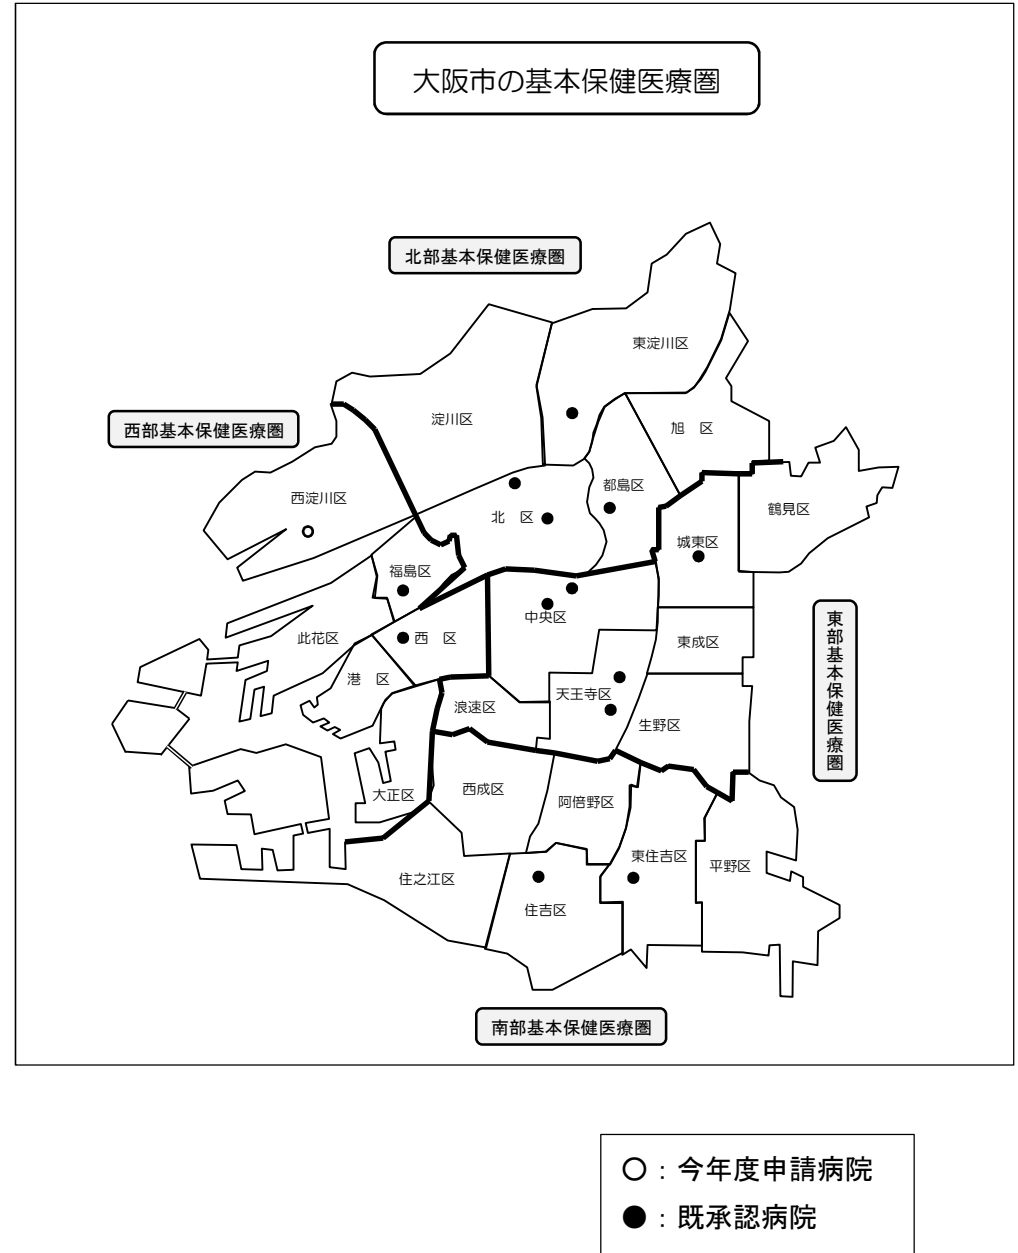 大阪市の基本保健医療圏
北部基本保健医療圏
東淀川区
淀川区
旭　区
西部基本保健医療圏
都島区
西淀川区
鶴見区
北　区
城東区
福島区
中央区
此花区
西　区
東成区
東部基本保健医療圏
港　区
天王寺区
浪速区
生野区
西成区
大正区
阿倍野区
東住吉区
平野区
住之江区
住吉区
南部基本保健医療圏
○：今年度申請病院
●：既承認病院